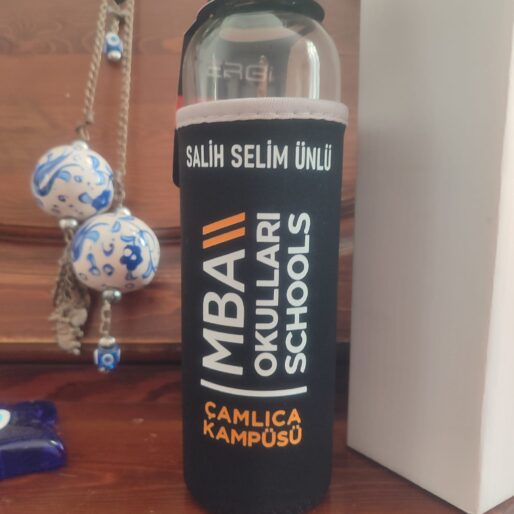 SALİH SELİM ÜNLÜ
MBA
OKULLARI
SCHOOLS
ÇAMLICA
KAMPÜSÜ